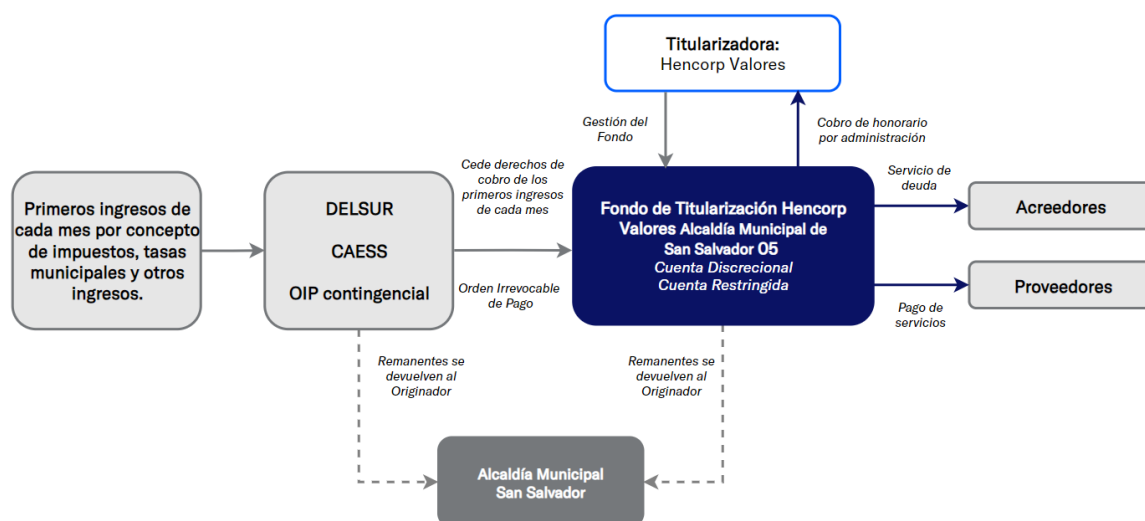 Titularizadora:
Hencorp Valores
Gestión del
Fondo
Cobro de honorario
por administración
Primeros ingresos de
cada mes por concepto
de impuestos, tasas
municipales y otros
ingresos.
DELSUR
CAESS
OIP contingencial
Cede derechos de
cobro de los
primeros ingresos
de cada mes
Orden Irrevocable
de Pago
Fondo de Titularización Hencorp
Valores Alcaldía Municipal de
San Salvador 05
Cuenta Discrecional
Cuenta Restringida
Servicio de
deuda
Acreedores
Pago de
servicios
Proveedores
Remanentes se
devuelven al
Originador
Remanentes se
devuelven al
Originador
Alcaldía Municipal
San Salvador